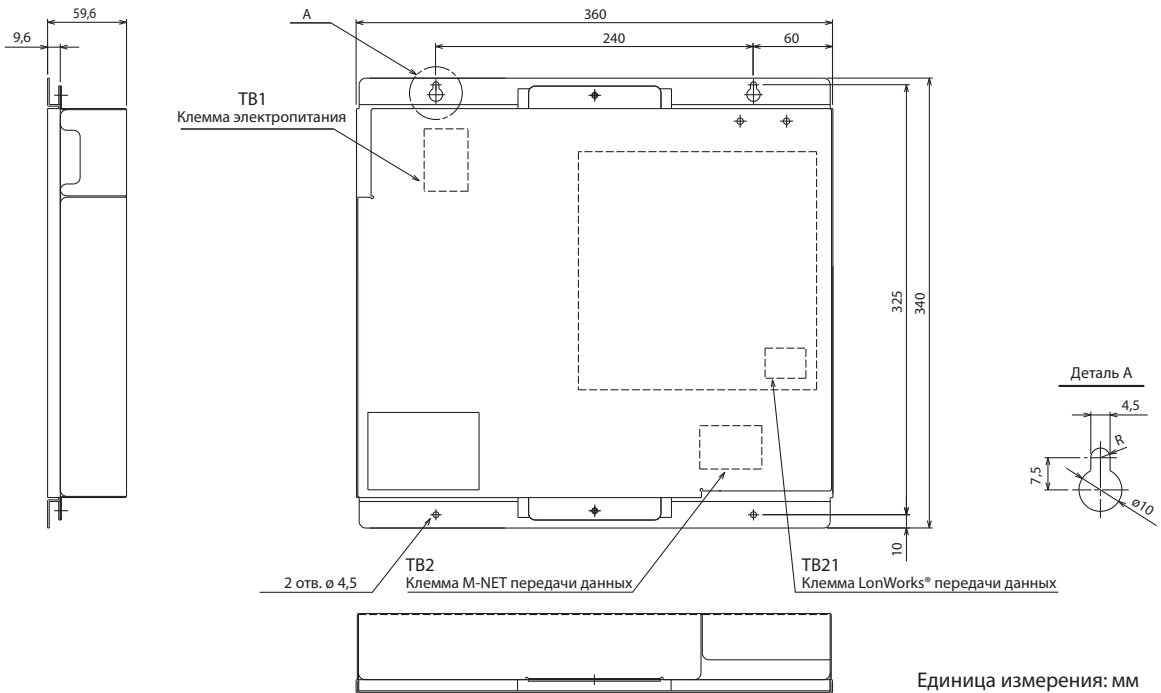 59,6
9,6
A
360
240
60
TB1
Клемма электропитания
325
340
10
Деталь A
4,5
R
7,5
ø10
2 отв. ø 4,5
TB2
Клемма M-NET передачи данных
TB21
Клемма LonWorks® передачи данных
Единица измерения: мм